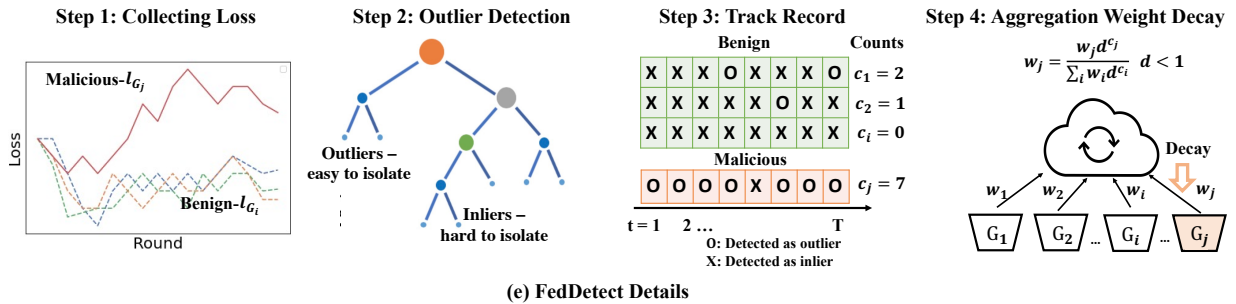 Step 1: Collecting Loss
Malicious-l_{G_j}
Benign-l_{G_i}
Loss
Round
Step 2: Outlier Detection
Outliers –
easy to isolate
Inliers –
hard to isolate
Step 3: Track Record
Benign Counts
X X X O X X X O c_1 = 2
X X X X X O X X c_2 = 1
X X X X X X X X c_i = 0
Malicious
O O O O X O O O c_j = 7
t = 1 2 ... T
O: Detected as outlier
X: Detected as inlier
Step 4: Aggregation Weight Decay
w_j = \frac{w_j d^{c_j}}{\sum_i w_i d^{c_i}} d < 1
Decay
w_1 w_2 w_i w_j
G_1 G_2 ... G_i ... G_j
(e) FedDetect Details